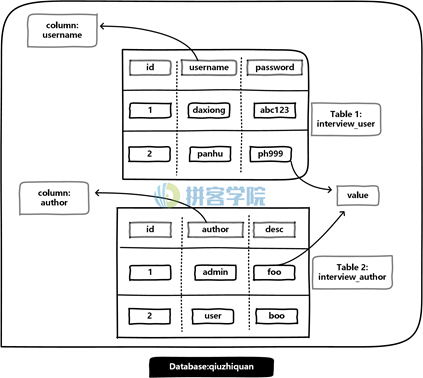 column:
username
id username password
1 daxiong abc123
Table 1:
interview_user
2 panhu ph999
column:
author
拼客学院
value
id author desc
1 admin foo
Table 2:
interview_author
2 user boo
Database:qiuzhiquan